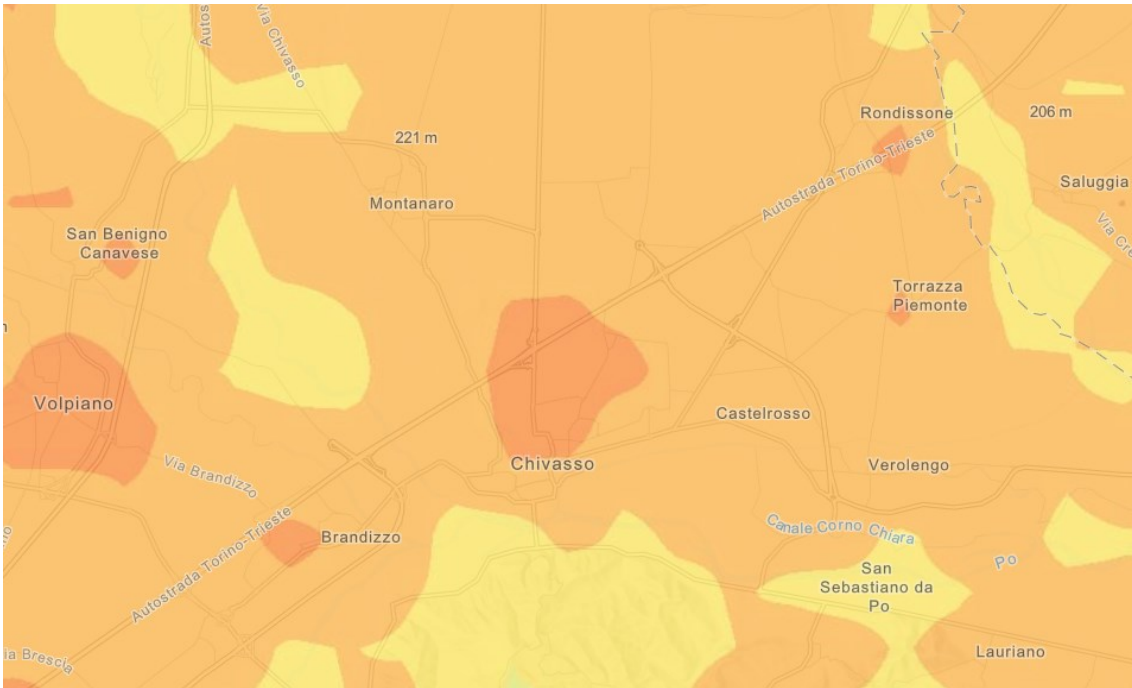 Autos
Via Chivasso
221 m
Rondissone
206 m
Autostrada Torino-Trieste
Saluggia
Montanaro
Via Cre
San Benigno
Canavese
Torrazza
Piemonte
Volpiano
Castelrosso
Chivasso
Verolengo
Via Brandizzo
Canale Corno Chiara
Autostrada Torino-Trieste
Brandizzo
Po
San
Sebastiano da
Po
Lauriano
ia Brescia